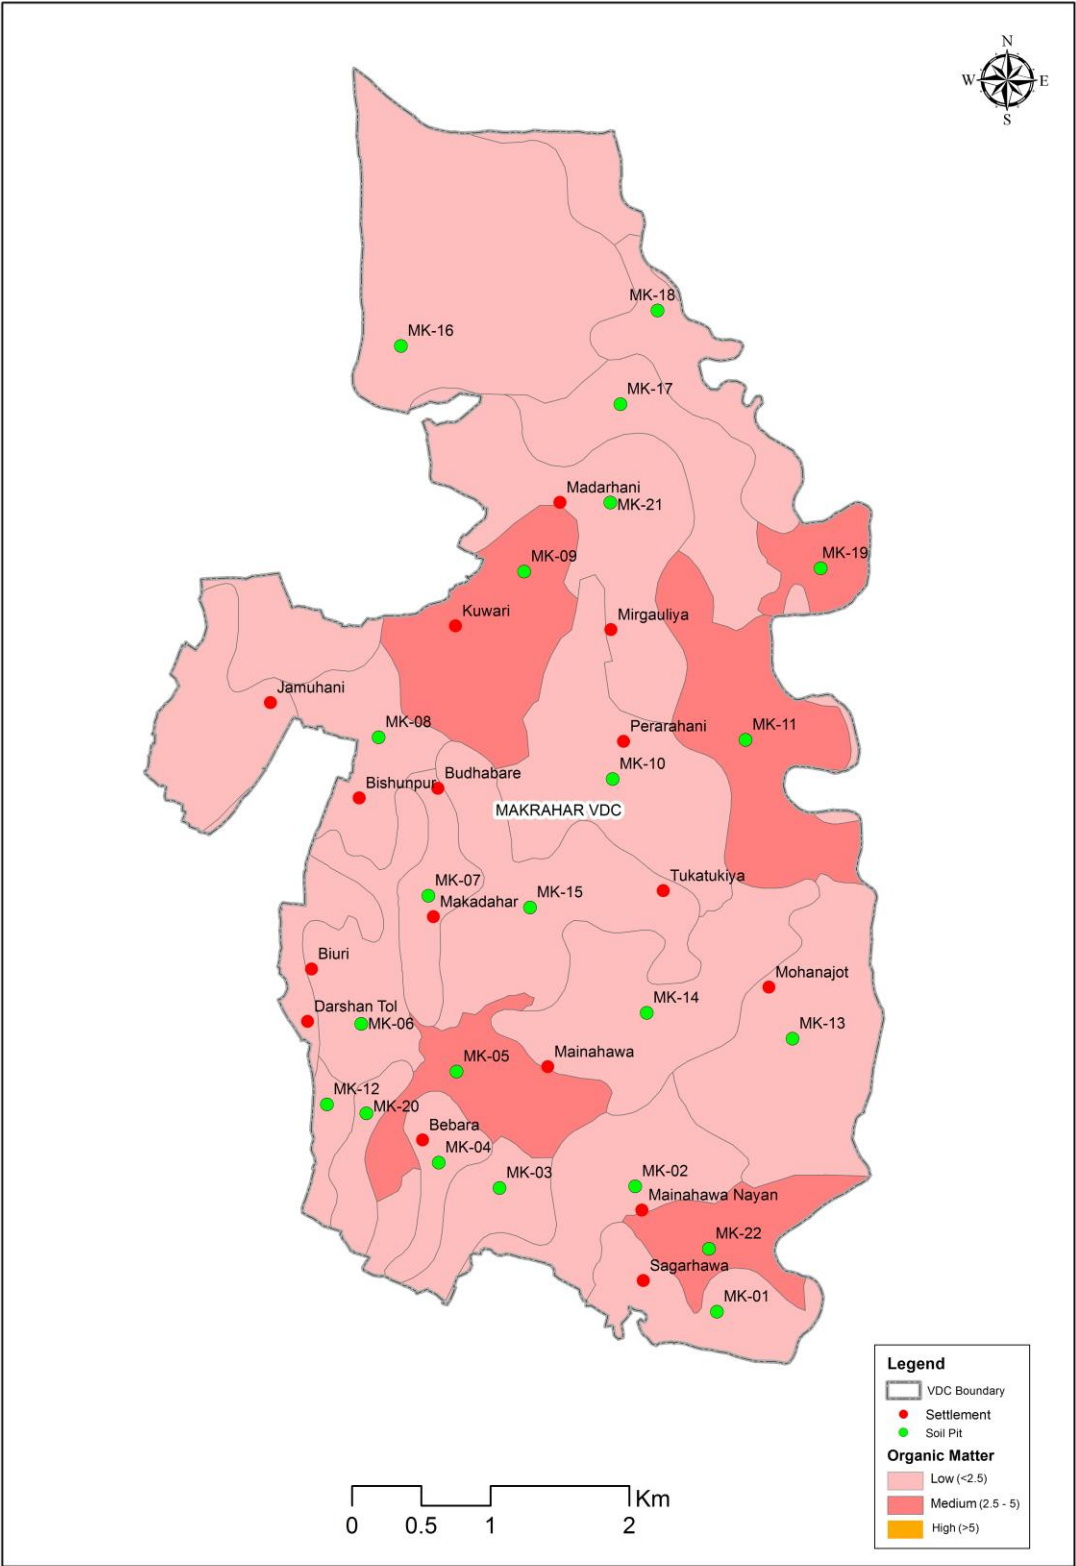 N
W E
S
MK-18
MK-16
MK-17
Madarhani
MK-21
MK-09
MK-19
Kuwari
Mirgauliya
Jamuhani
MK-08
Perarahani
MK-11
MK-10
Budhabare
Bishunpur
MAKRAHAR VDC
Tukatukiya
MK-07
MK-15
Makadahar
Biuri
Mohanajot
MK-14
Darshan Tol
MK-06
MK-13
MK-05
Mainahawa
MK-12
MK-20
Bebara
MK-04
MK-03
MK-02
Mainahawa Nayan
MK-22
Sagarhawa
MK-01
Legend
VDC Boundary
Settlement
Soil Pit
Organic Matter
Low (<2.5)
Medium (2.5 - 5)
High (>5)
Km
0 0.5 1 2